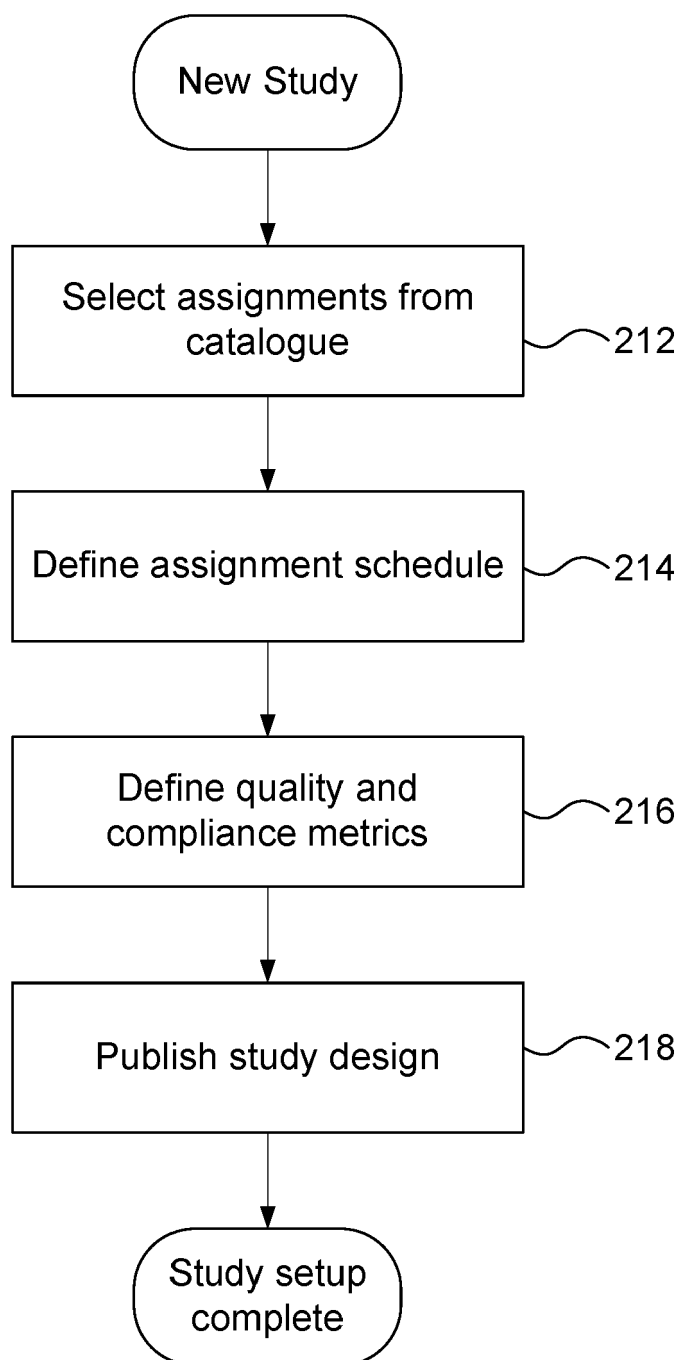 New Study
Select assignments from
catalogue
212
Define assignment schedule
214
Define quality and
compliance metrics
216
Publish study design
218
Study setup
complete